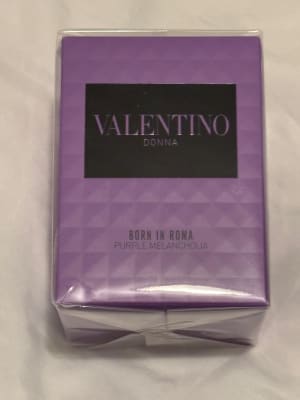 VALENTINO
DONNA
BORN IN ROMA
PURPLE MELANCHOLIA